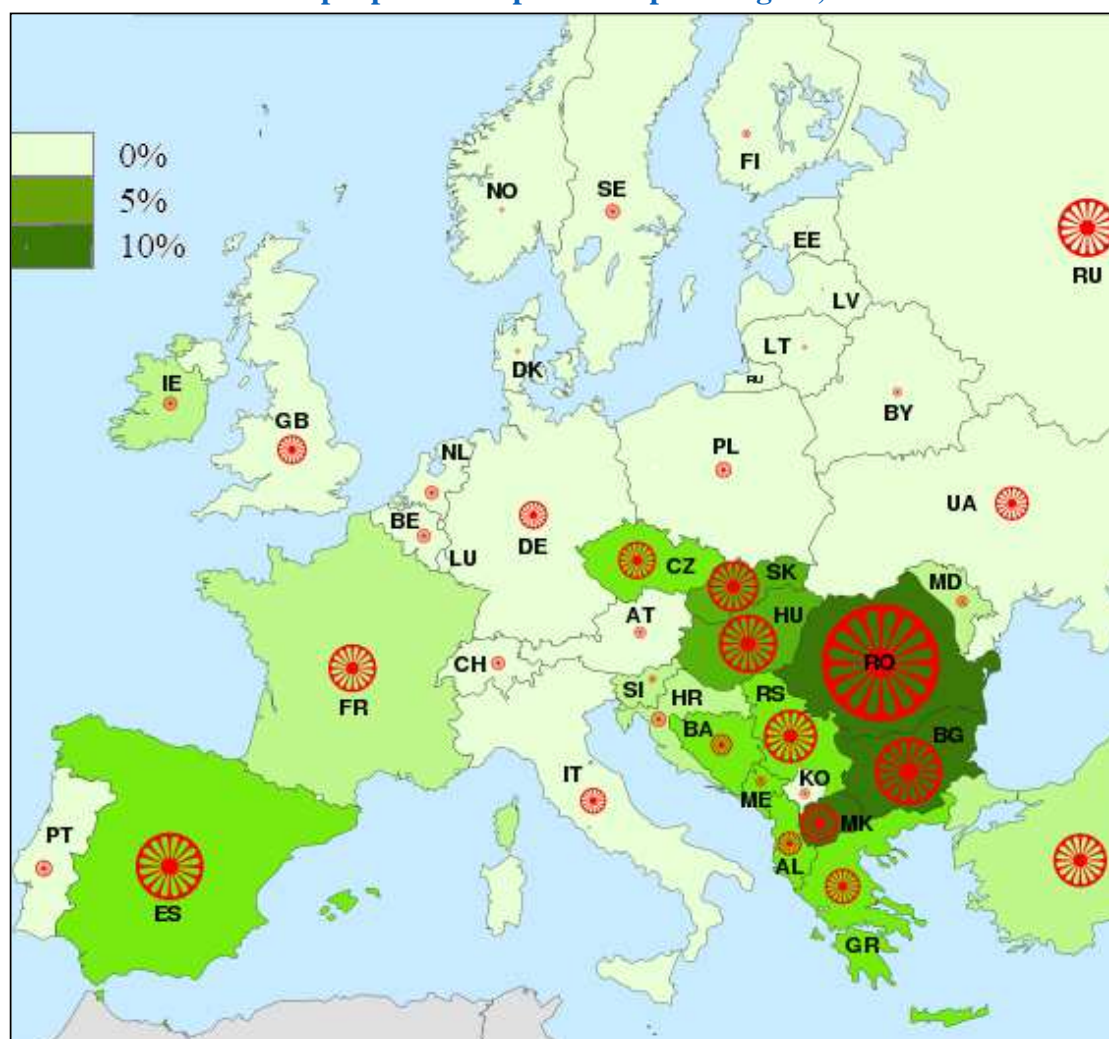 0%
5%
10%
NO
SE
FI
EE
RU
LV
LT
DK
RU
IE
GB
BY
NL
PL
BE
UA
LU
DE
CZ
SK
MD
HU
AT
CH
RO
SI
HR
RS
FR
BA
BG
IT
KO
ME
MK
PT
AL
ES
GR